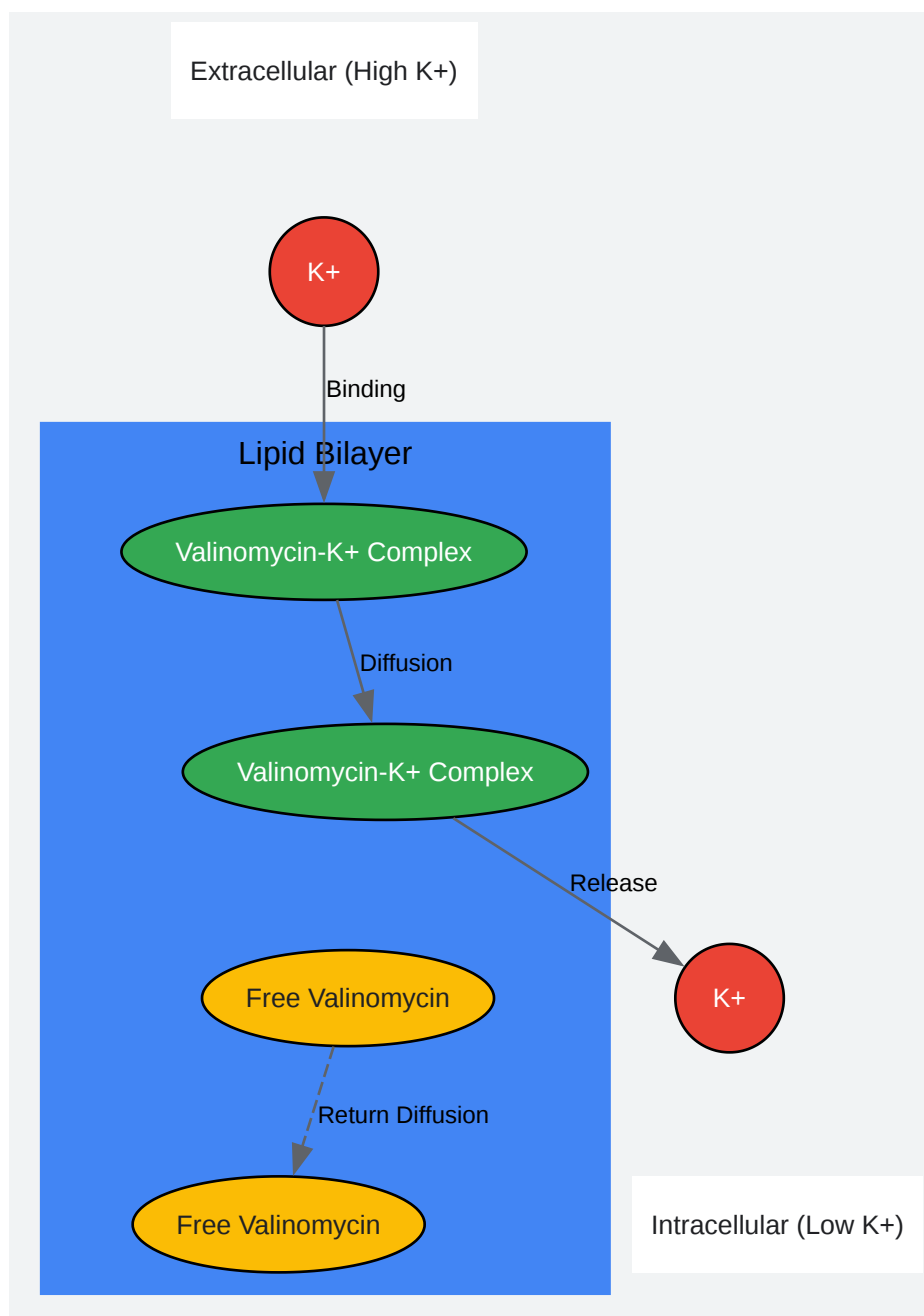 Extracellular (High K+)
K+
Binding
Lipid Bilayer
Valinomycin-K+ Complex
Diffusion
Valinomycin-K+ Complex
Release
K+
Free Valinomycin
Return Diffusion
Free Valinomycin
Intracellular (Low K+)